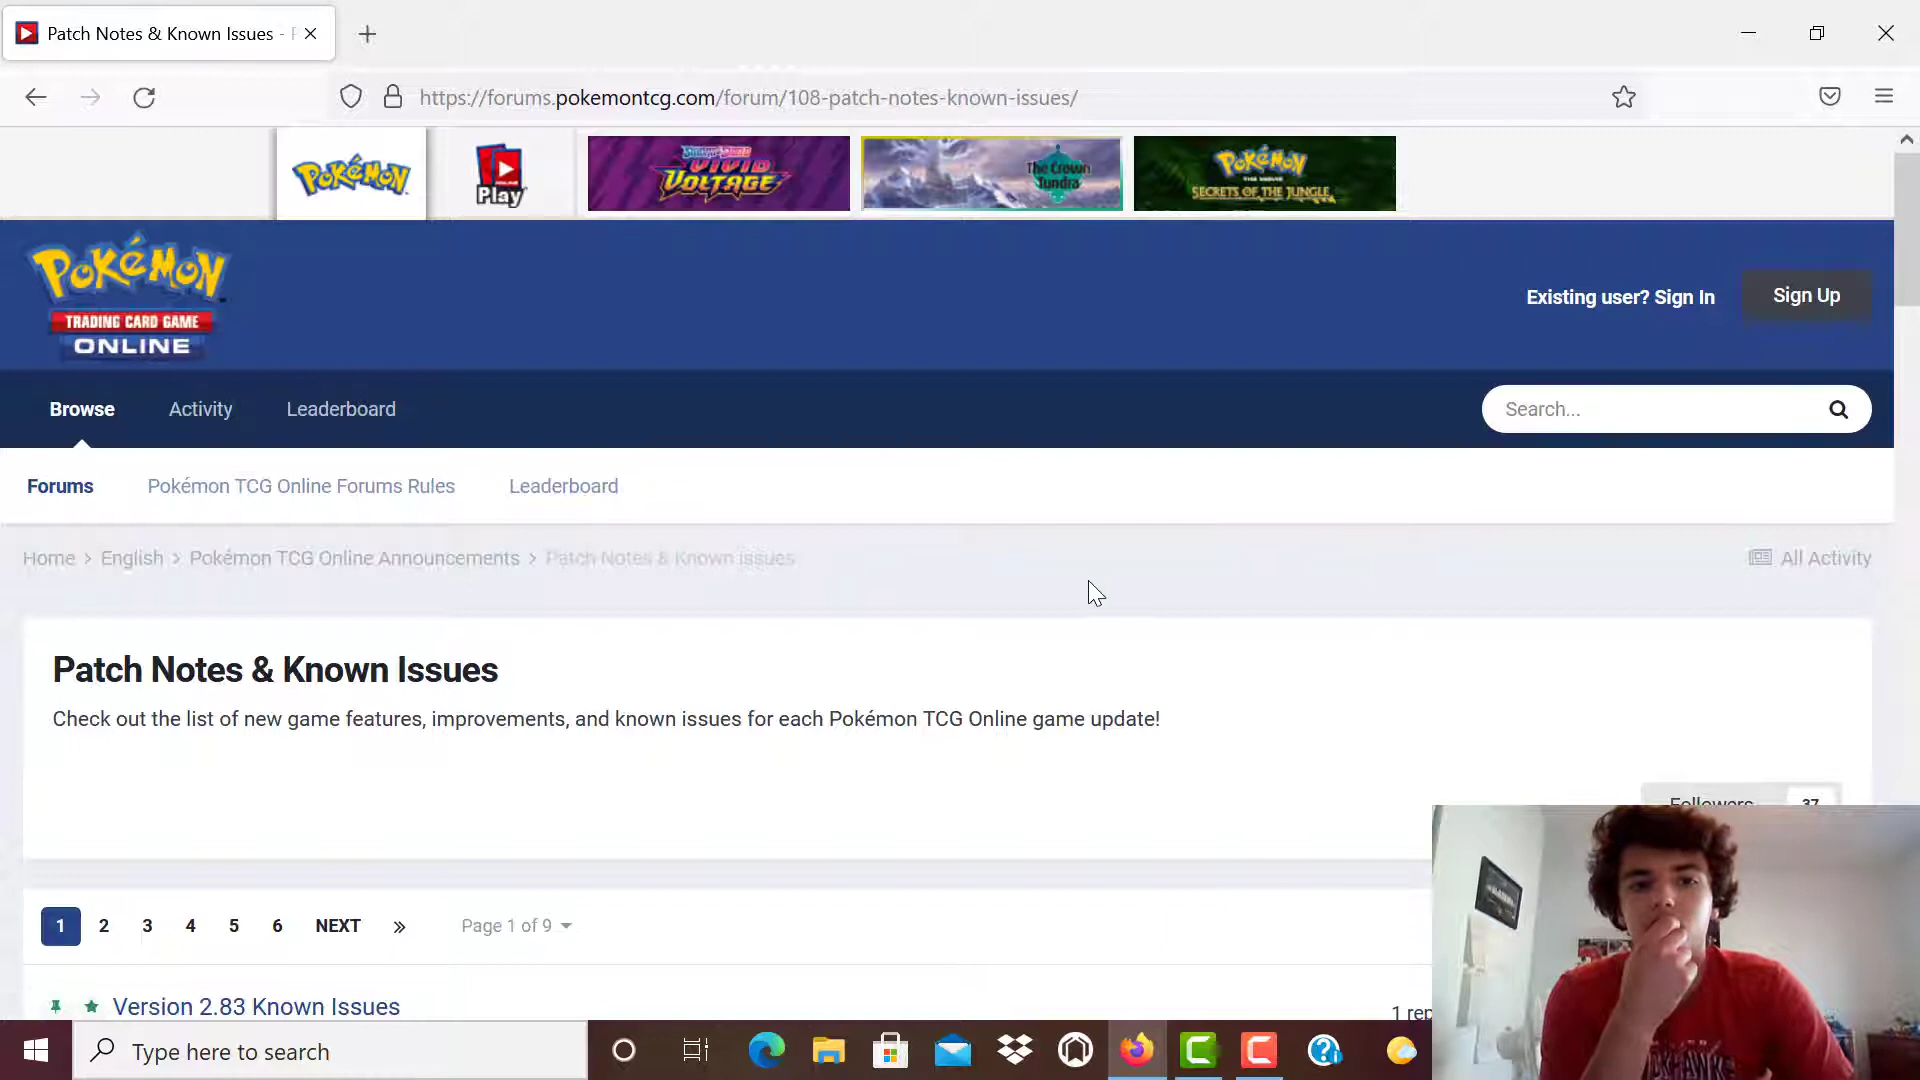 Patch Notes & Known Issues -
https://forums.pokemontcg.com/forum/108-patch-notes-known-issues/
POKéMON
Play
VIVID VOLTAGE
The Crown Tundra
POKéMON
SECRETS OF THE JUNGLE
POKéMON
TRADING CARD GAME
ONLINE
Existing user? Sign In
Sign Up
Browse
Activity
Leaderboard
Search...
Forums
Pokémon TCG Online Forums Rules
Leaderboard
Home > English > Pokémon TCG Online Announcements > Patch Notes & Known Issues
All Activity
Patch Notes & Known Issues
Check out the list of new game features, improvements, and known issues for each Pokémon TCG Online game update!
Followers 37
1 2 3 4 5 6 NEXT » Page 1 of 9
Version 2.83 Known Issues
1 rep
Type here to search